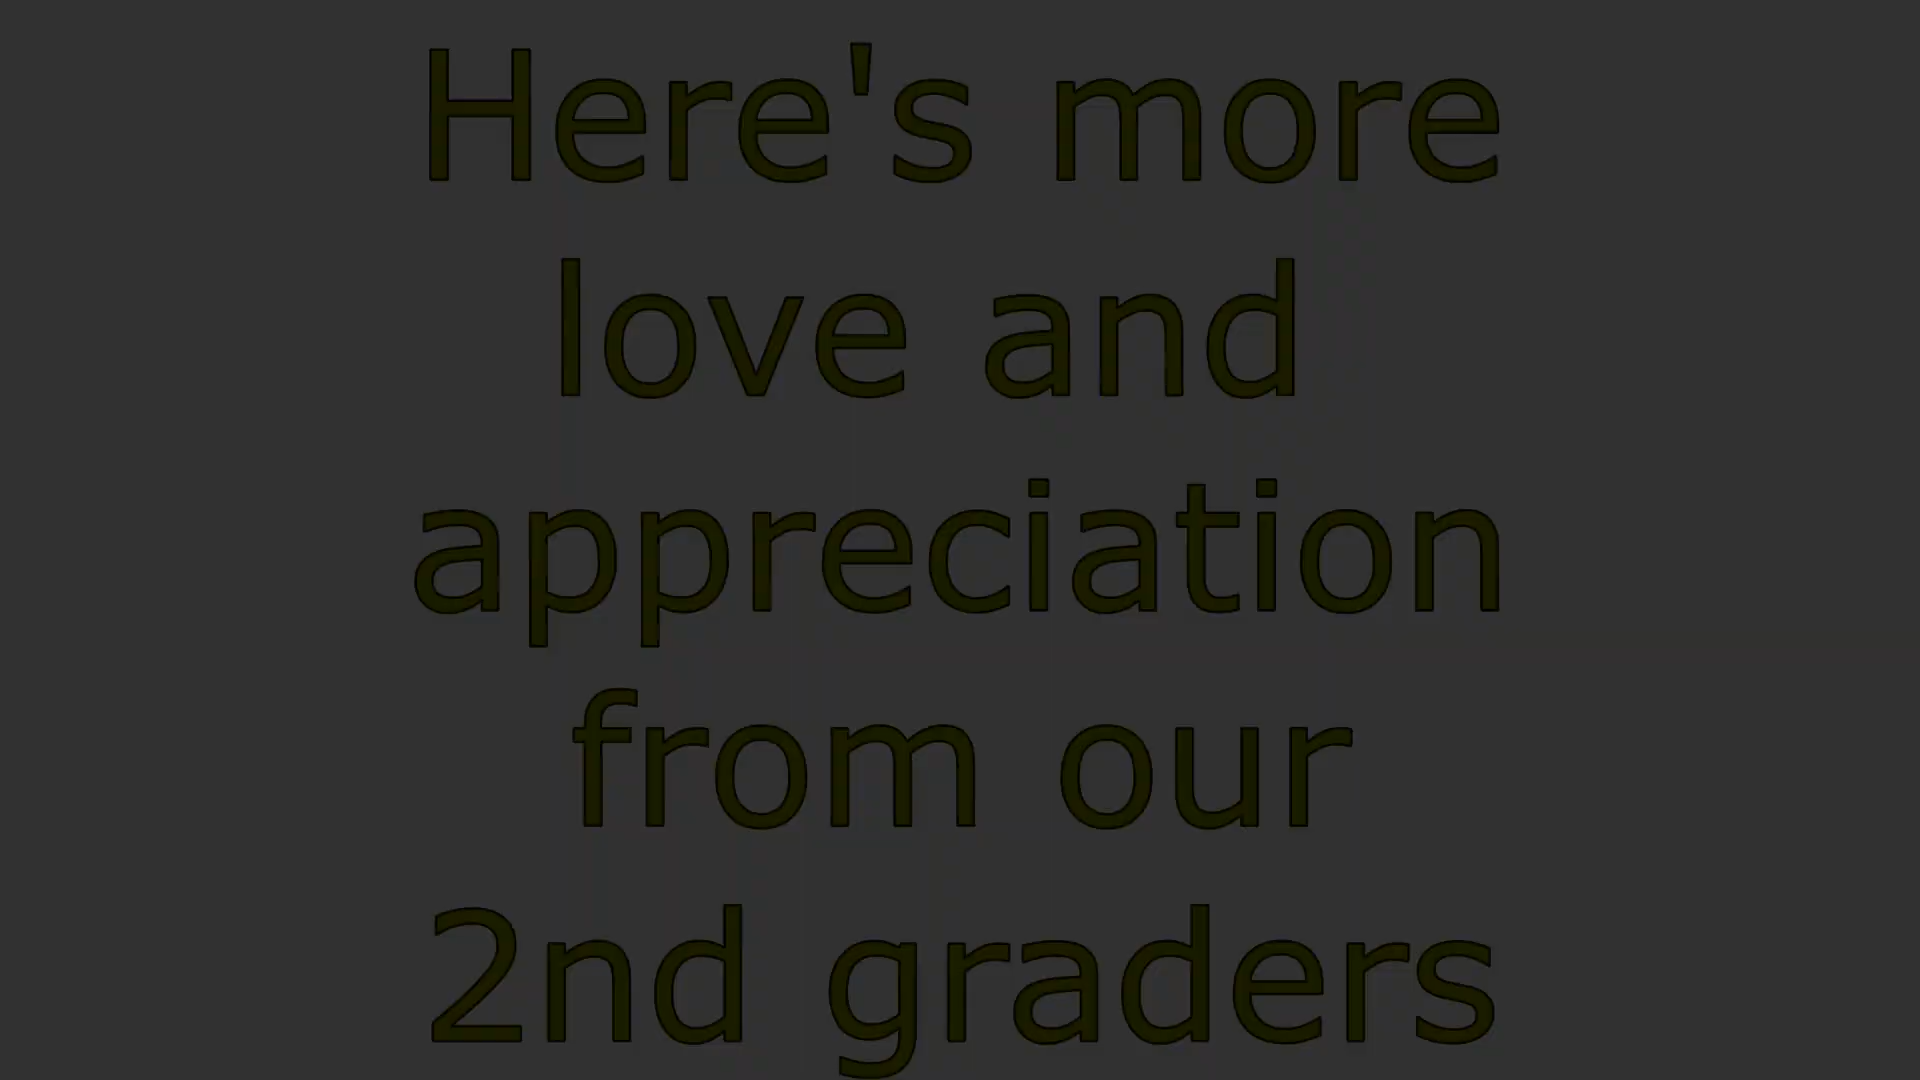 Here's more
love and
appreciation
from our
2nd graders